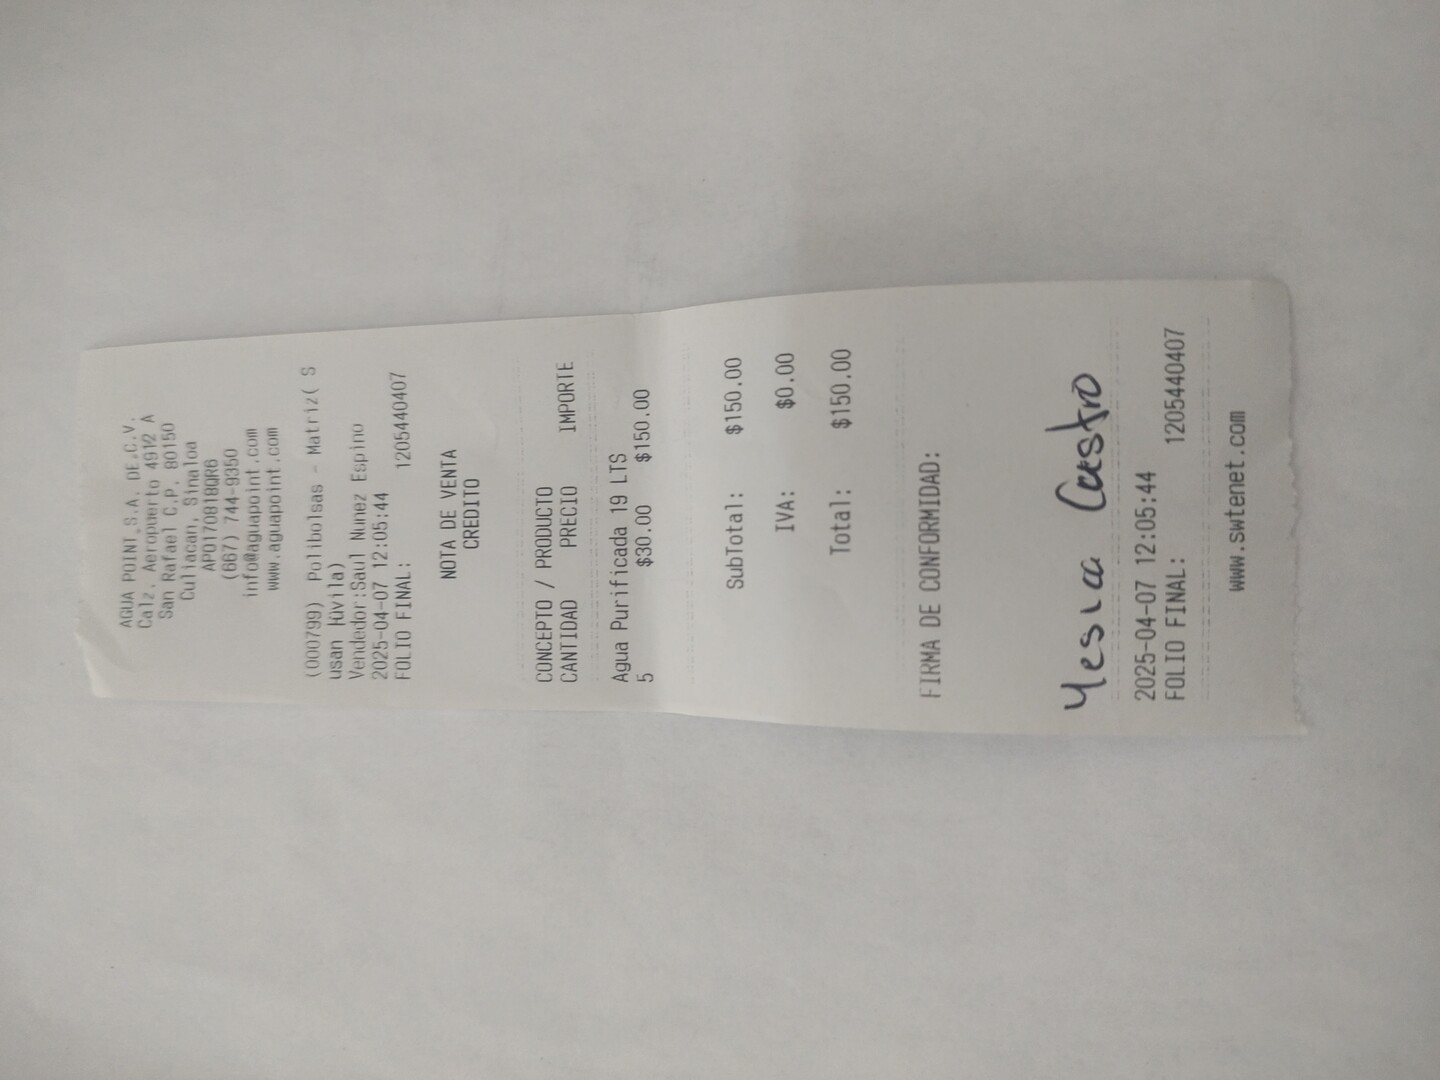 AGUA POINT,S.A. DE C.V.
Calz. Aeropuerto 4912 A
San Rafael C.P. 80150
Culiacan, Sinaloa
APO170818QR6
(667) 744-9350
info@aguapoint.com
www.aguapoint.com
(000799) Polibolsas - Matriz( S
usan
Vendedor:Saul Nunez Espino
2025-04-07 12:05:44
FOLIO FINAL: 1205440407
NOTA DE VENTA
CREDITO
CONCEPTO / PRODUCTO
CANTIDAD PRECIO IMPORTE
Agua Purificada 19 LTS
5 $30.00 $150.00
SubTotal: $150.00
IVA: $0.00
Total: $150.00
FIRMA DE CONFORMIDAD:
Yesica Castro
2025-04-07 12:05:44
FOLIO FINAL: 1205440407
www.swtenet.com